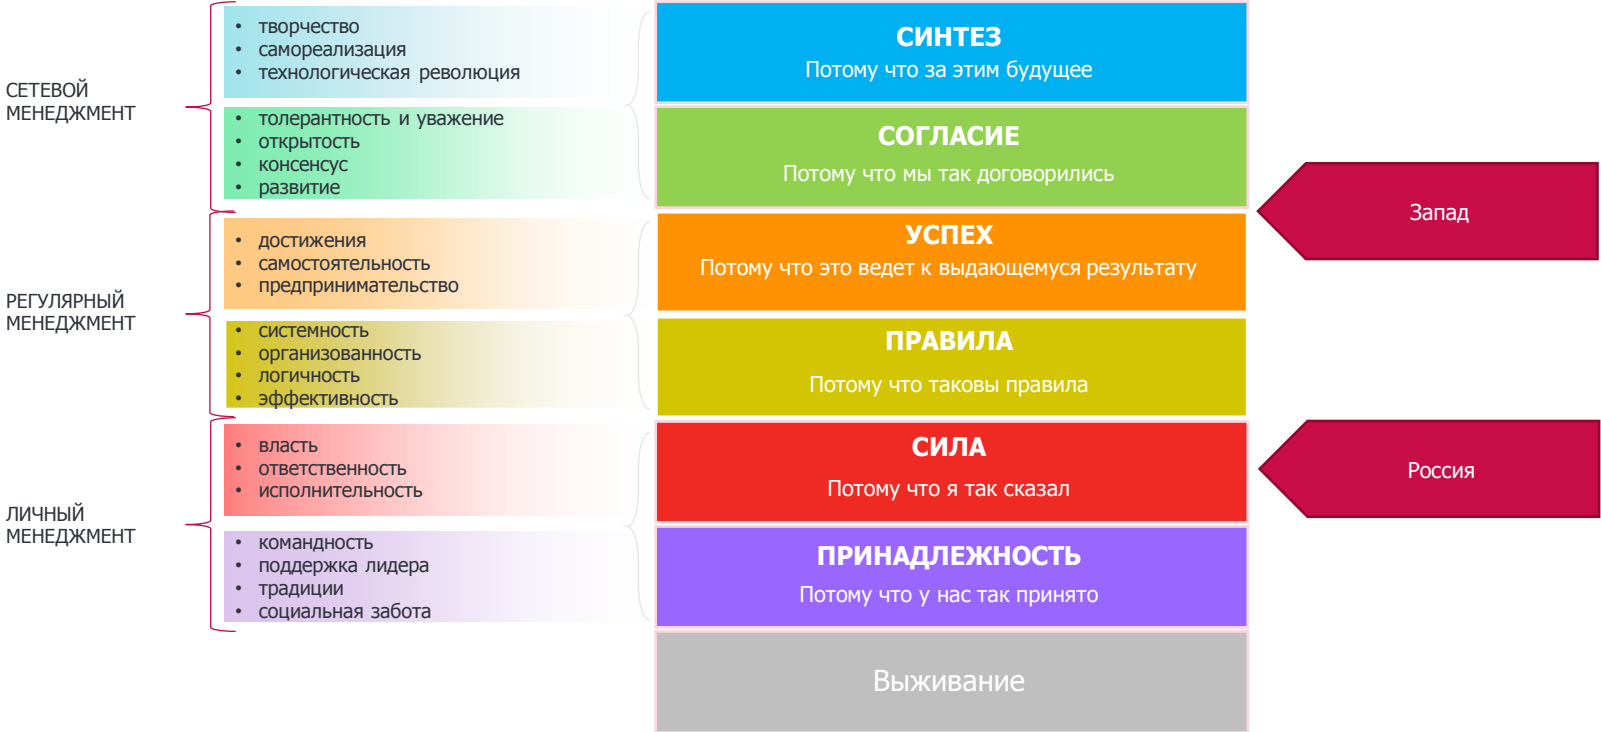 СЕТЕВОЙ
МЕНЕДЖМЕНТ
• творчество
• самореализация
• технологическая революция
СИНТЕЗ
Потому что за этим будущее
• толерантность и уважение
• открытость
• консенсус
• развитие
СОГЛАСИЕ
Потому что мы так договорились
Запад
РЕГУЛЯРНЫЙ
МЕНЕДЖМЕНТ
• достижения
• самостоятельность
• предпринимательство
УСПЕХ
Потому что это ведет к выдающемуся результату
• системность
• организованность
• логичность
• эффективность
ПРАВИЛА
Потому что таковы правила
ЛИЧНЫЙ
МЕНЕДЖМЕНТ
• власть
• ответственность
• исполнительность
СИЛА
Потому что я так сказал
Россия
• командность
• поддержка лидера
• традиции
• социальная забота
ПРИНАДЛЕЖНОСТЬ
Потому что у нас так принято
Выживание